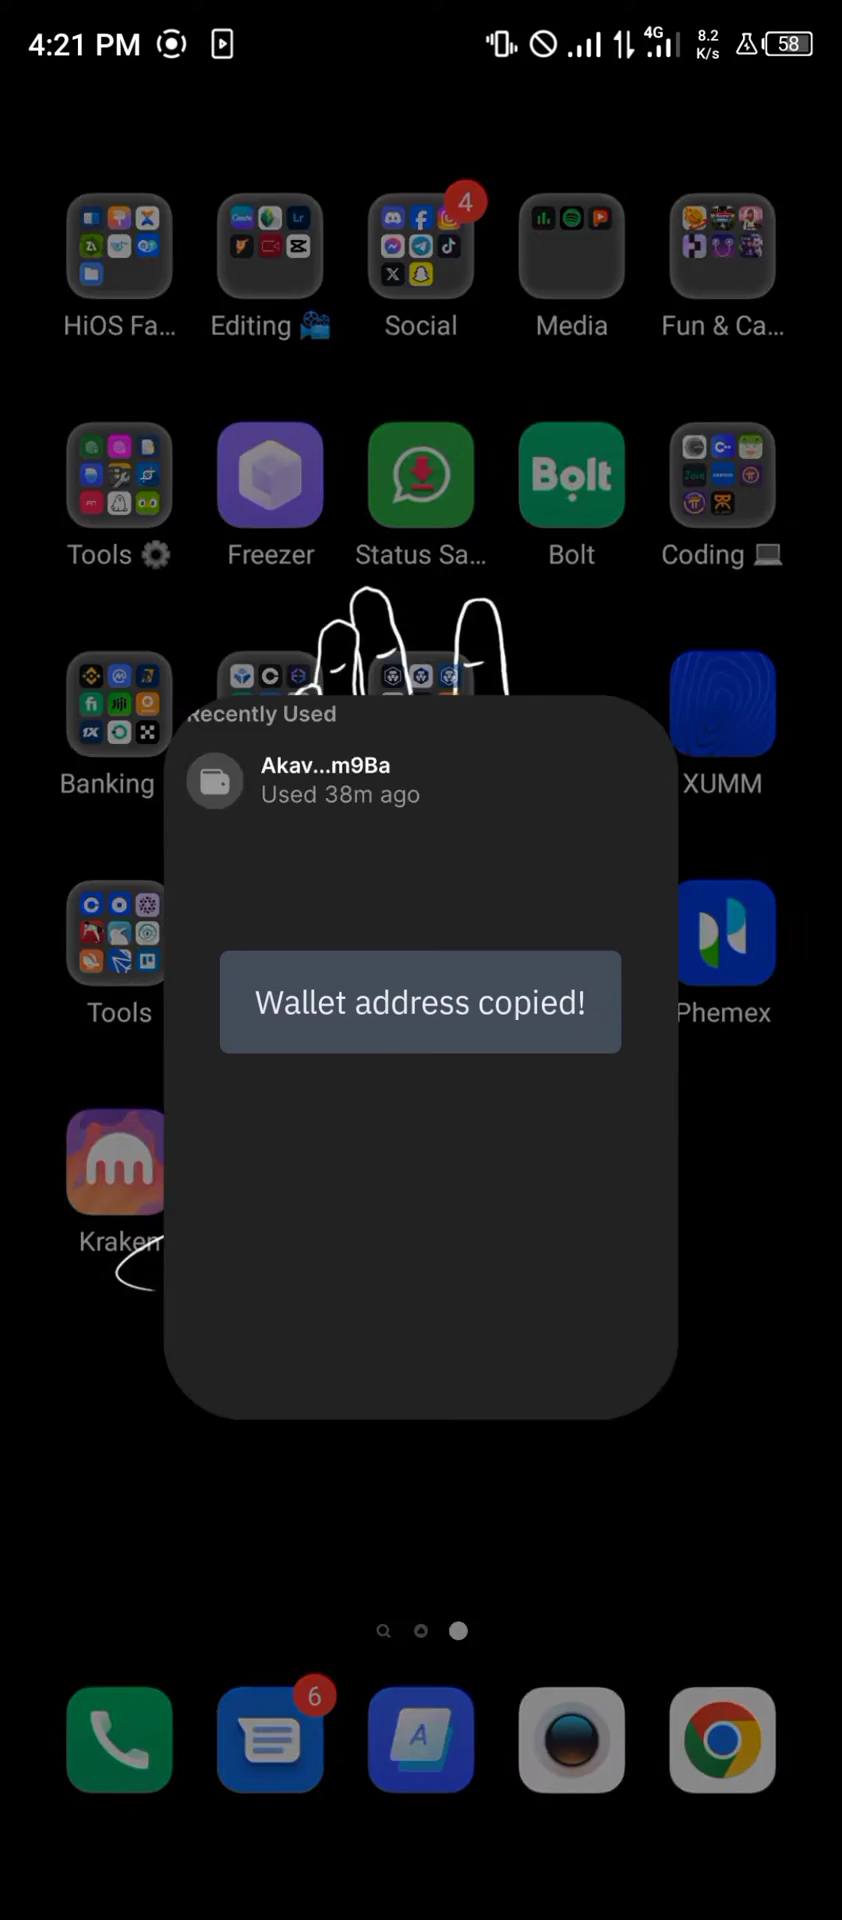 4:21 PM
4G
8.2
K/s
58
4
HiOS Fa...
Editing
Social
Media
Fun & Ca...
Bolt
Tools
Freezer
Status Sa...
Bolt
Coding
Recently Used
Akav...m9Ba
Used 38m ago
Banking
XUMM
Wallet address copied!
Tools
Phemex
Kraken
6
A